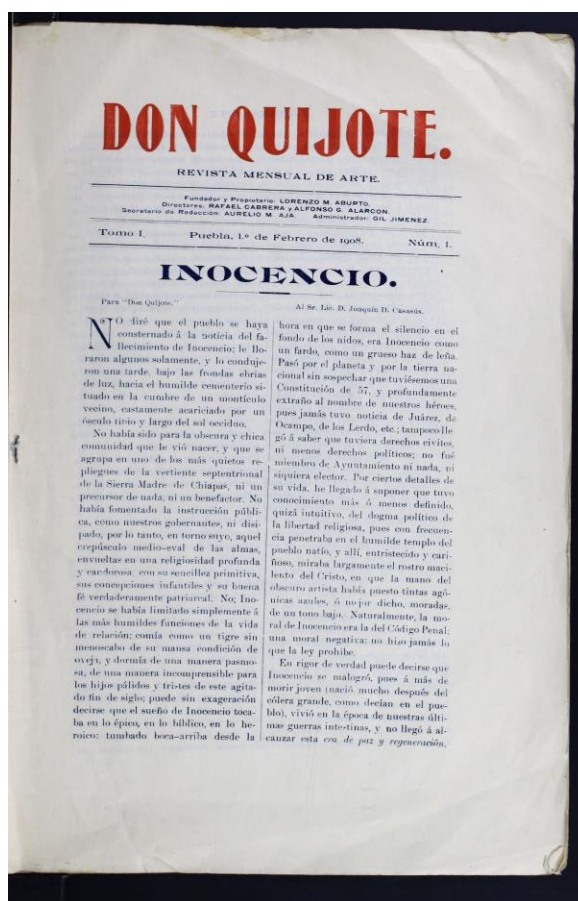 DON QUIJOTE.
REVISTA MENSUAL DE ARTE.
Fundador y Propietario: LORENZO M. ABURTO.
Directores: RAFAEL CABRERA y ALFONSO G. ALARCON.
Secretario de Redacción: AURELIO M. AJA. Administrador: GIL JIMENEZ.
Tomo I. Puebla, 1.º de Febrero de 1908. Núm. 1.
INOCENCIO.
Para "Don Quijote." Al Sr. Lic. D. Joaquín D. Casasús.
NO diré que el pueblo se haya
consternado á la noticia del fa-
llecimiento de Inocencio; le llo-
raron algunos solamente, y lo conduje-
ron una tarde, bajo las frondas ebrias
de luz, hacia el humilde cementerio si-
tuado en la cumbre de un montículo
vecino, castamente acariciado por un
ósculo tibio y largo del sol occiduo.
No había sido para la obscura y chica
comunidad que le vió nacer, y que se
agrupa en uno de los más quietos re-
pliegues de la vertiente septentrional
de la Sierra Madre de Chiapas, ni un
precursor de nada, ni un benefactor. No
había fomentado la instrucción públi-
ca, como nuestros gobernantes, ni disi-
pado, por lo tanto, en torno suyo, aquel
crepúsculo medio-eval de las almas,
envueltas en una religiosidad profunda
y candorosa, con su sencillez primitiva,
sus concepciones infantiles y su buena
fé verdaderamente patriarcal. No; Ino-
cencio se había limitado simplemente á
las más humildes funciones de la vida
de relación; comía como un tigre sin
menoscabo de su mansa condición de
oveja, y dormía de una manera pasmo-
sa, de una manera incomprensible para
los hijos pálidos y tristes de este agita-
do fin de siglo; puede sin exageración
decirse que el sueño de Inocencio toca-
ba en lo épico, en lo bíblico, en lo he-
roico: tumbado boca-arriba desde la
hora en que se forma el silencio en el
fondo de los nidos, era Inocencio como
un fardo, como un grueso haz de leña.
Pasó por el planeta y por la tierra na-
cional sin sospechar que tuviésemos una
Constitución de 57, y profundamente
extraño al nombre de nuestros héroes,
pues jamás tuvo noticia de Juárez, de
Ocampo, de los Lerdo, etc.; tampoco lle
gó á saber que tuviera derechos civiles,
ni menos derechos políticos; no fué
miembro de Ayuntamiento ni nada, ni
siquiera elector. Por ciertos detalles de
su vida, he llegado á suponer que tuvo
conocimiento más ó menos definido,
quizá intuitivo, del dogma político de
la libertad religiosa, pues con frecuen-
cia penetraba en el humilde templo del
pueblo natío, y allí, entristecido y cari-
ñoso, miraba largamente el rostro maci-
lento del Cristo, en que la mano del
obscuro artista había puesto tintas agó-
nicas azules, ó mejor dicho, moradas,
de un tono bajo. Naturalmente, la mo-
ral de Inocencio era la del Código Penal;
una moral negativa: no hizo jamás lo
que la ley prohibe.
En rigor de verdad puede decirse que
Inocencio se malogró, pues á más de
morir joven (nació mucho después del
cólera grande, como decían en el pue-
blo), vivió en la época de nuestras últi-
mas guerras intestinas, y no llegó á al-
canzar esta era de paz y regeneración,